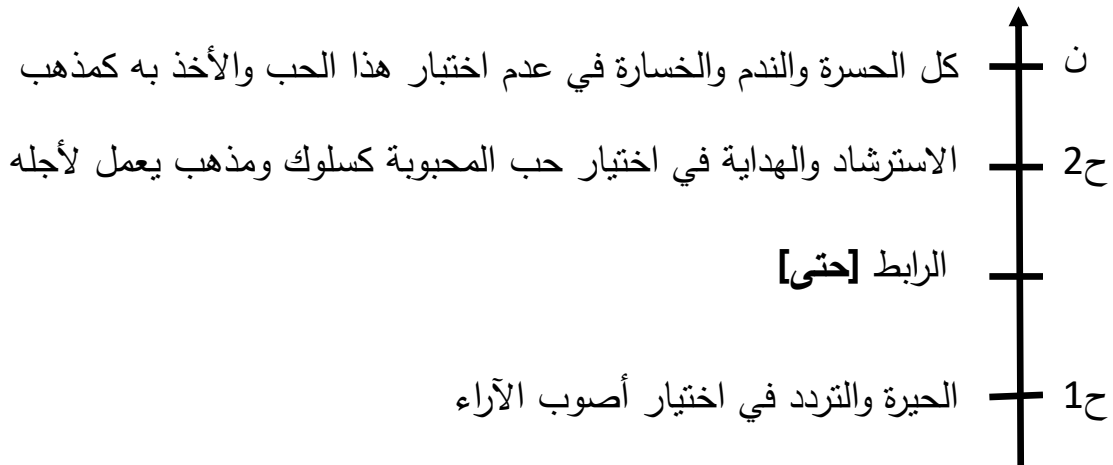 ن كل الحسرة والندم والخسارة في عدم اختبار هذا الحب والأخذ به كمذهب
ح2 الاسترشاد والهداية في اختيار حب المحبوبة كسلوك ومذهب يعمل لأجله
الرابط [حتى]
ح1 الحيرة والتردد في اختيار أصوب الآراء